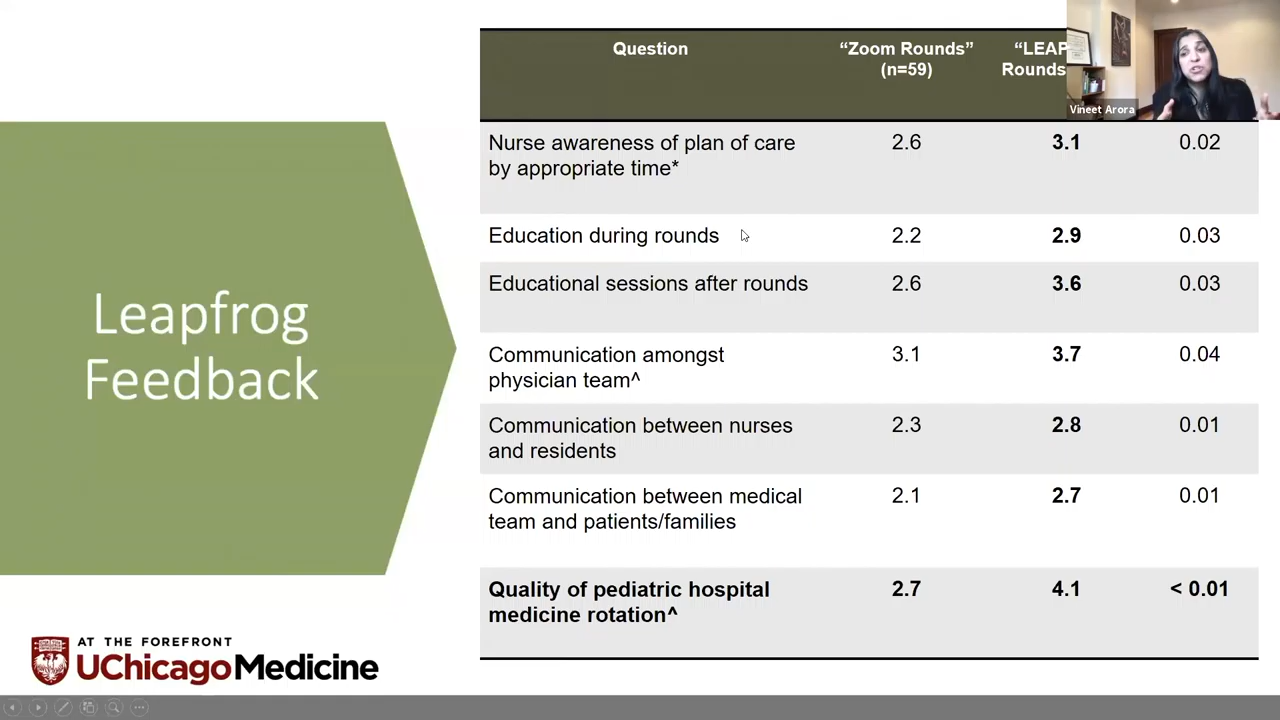 Leapfrog
Feedback
AT THE FOREFRONT
UChicago Medicine
Question
“Zoom Rounds”
(n=59)
“LEAP
Rounds
Vineet Arora
Nurse awareness of plan of care
by appropriate time*
2.6
3.1
0.02
Education during rounds
2.2
2.9
0.03
Educational sessions after rounds
2.6
3.6
0.03
Communication amongst
physician team^
3.1
3.7
0.04
Communication between nurses
and residents
2.3
2.8
0.01
Communication between medical
team and patients/families
2.1
2.7
0.01
Quality of pediatric hospital
medicine rotation^
2.7
4.1
< 0.01